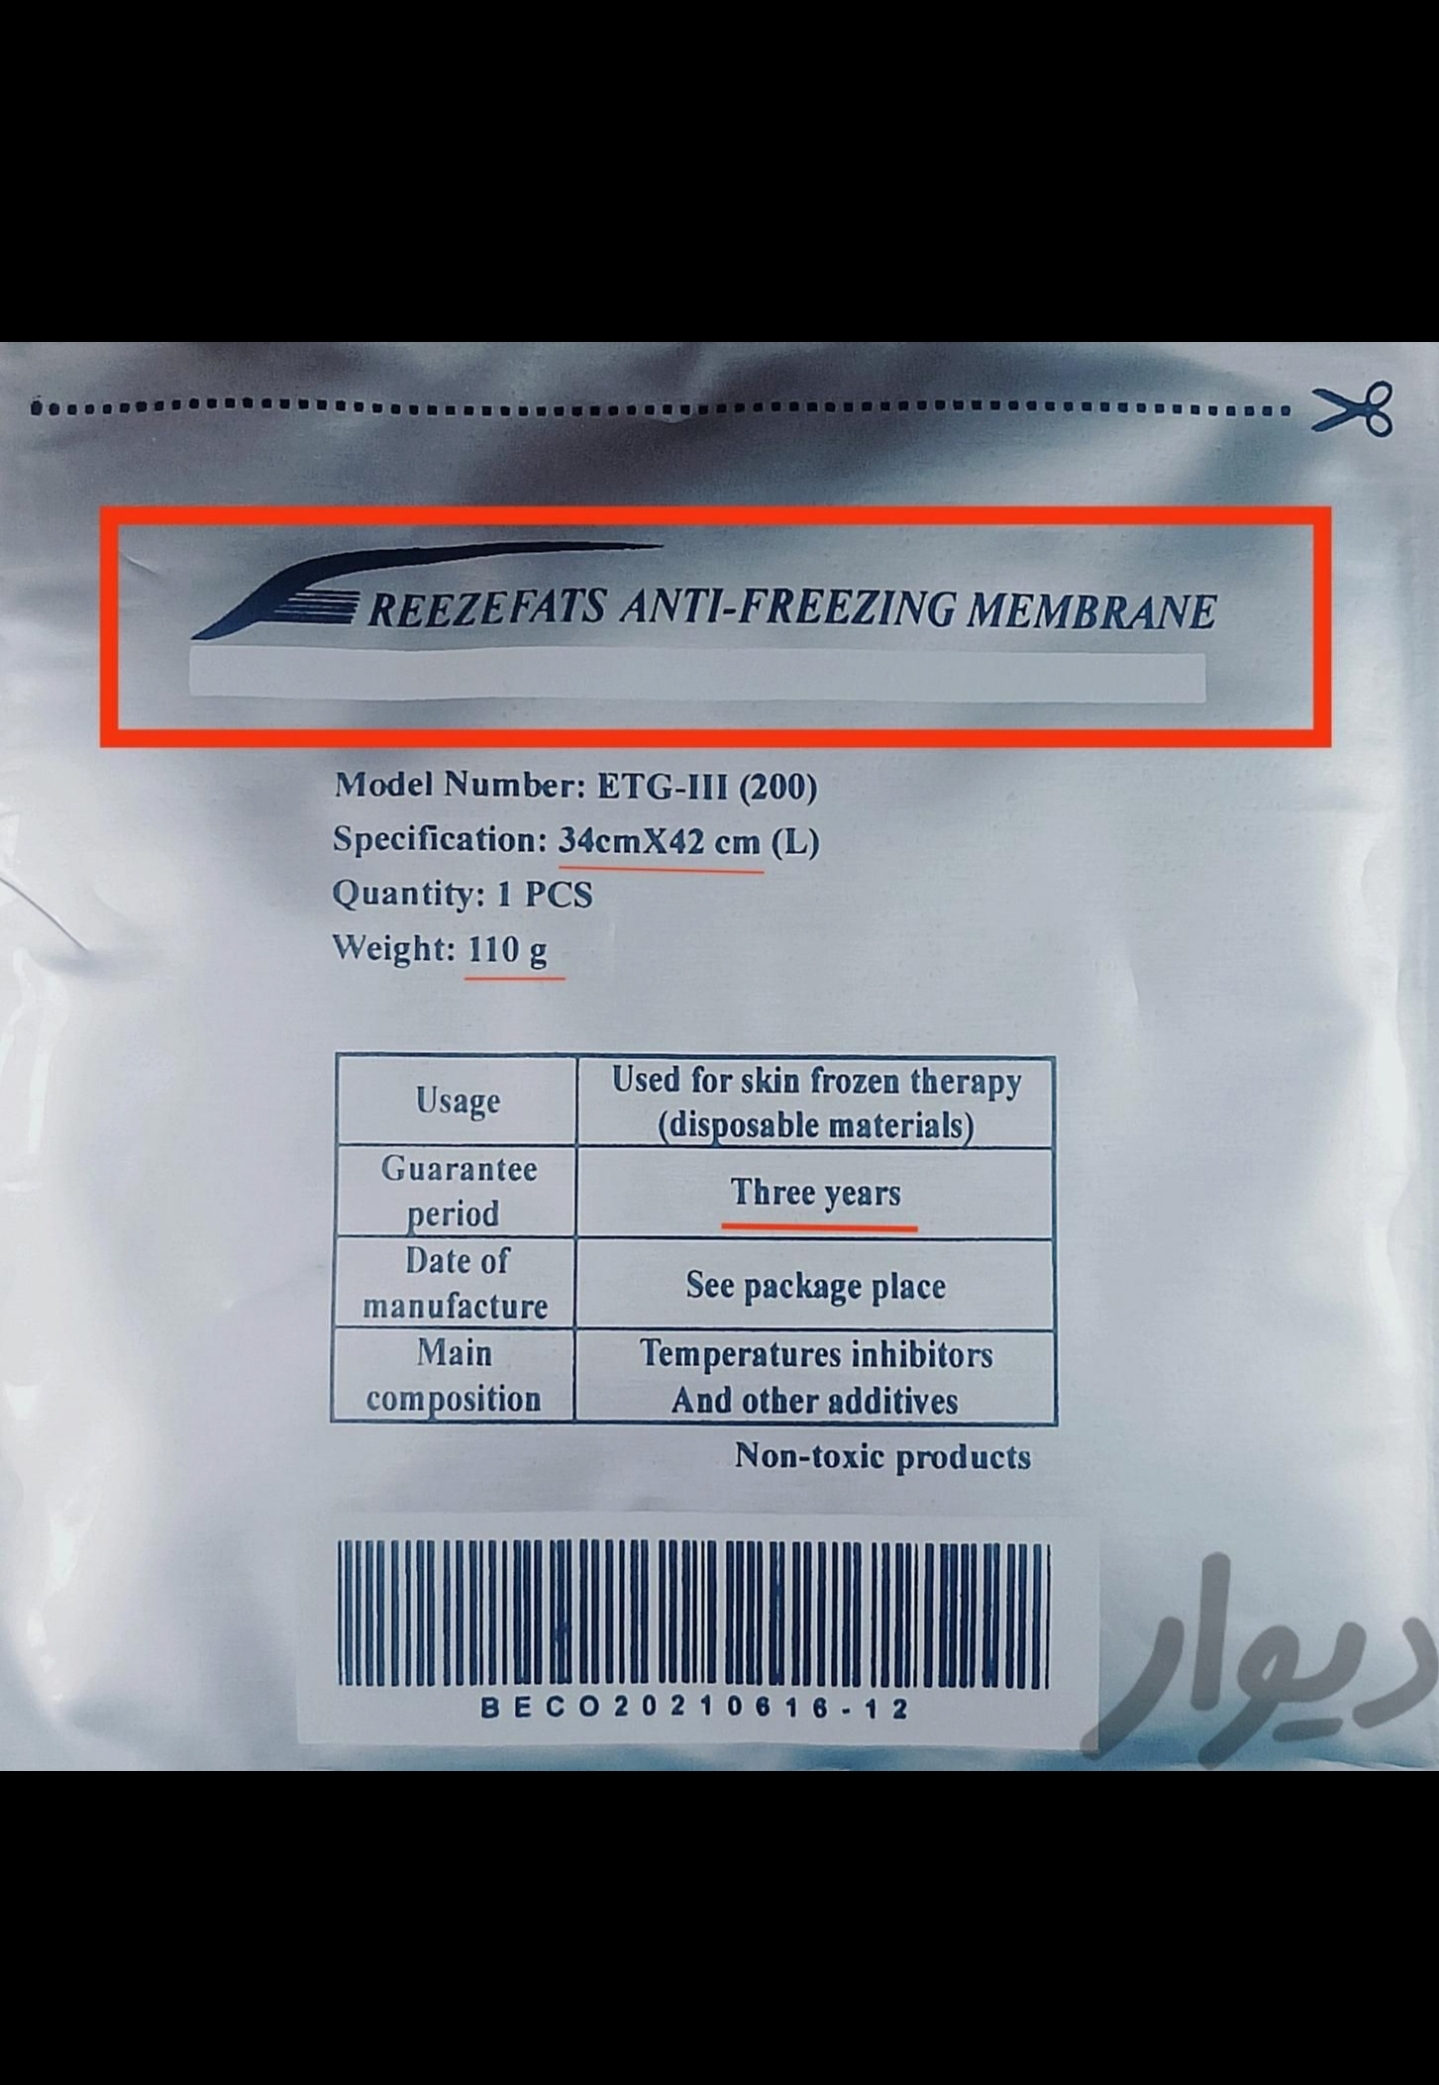 FREEZEFATS ANTI-FREEZING MEMBRANE
Model Number: ETG-III (200)
Specification: 34cmX42 cm (L)
Quantity: 1 PCS
Weight: 110 g
Usage
Used for skin frozen therapy
(disposable materials)
Guarantee
period
Three years
Date of
manufacture
See package place
Main
composition
Temperatures inhibitors
And other additives
Non-toxic products
BECO20210616-12
دیوار